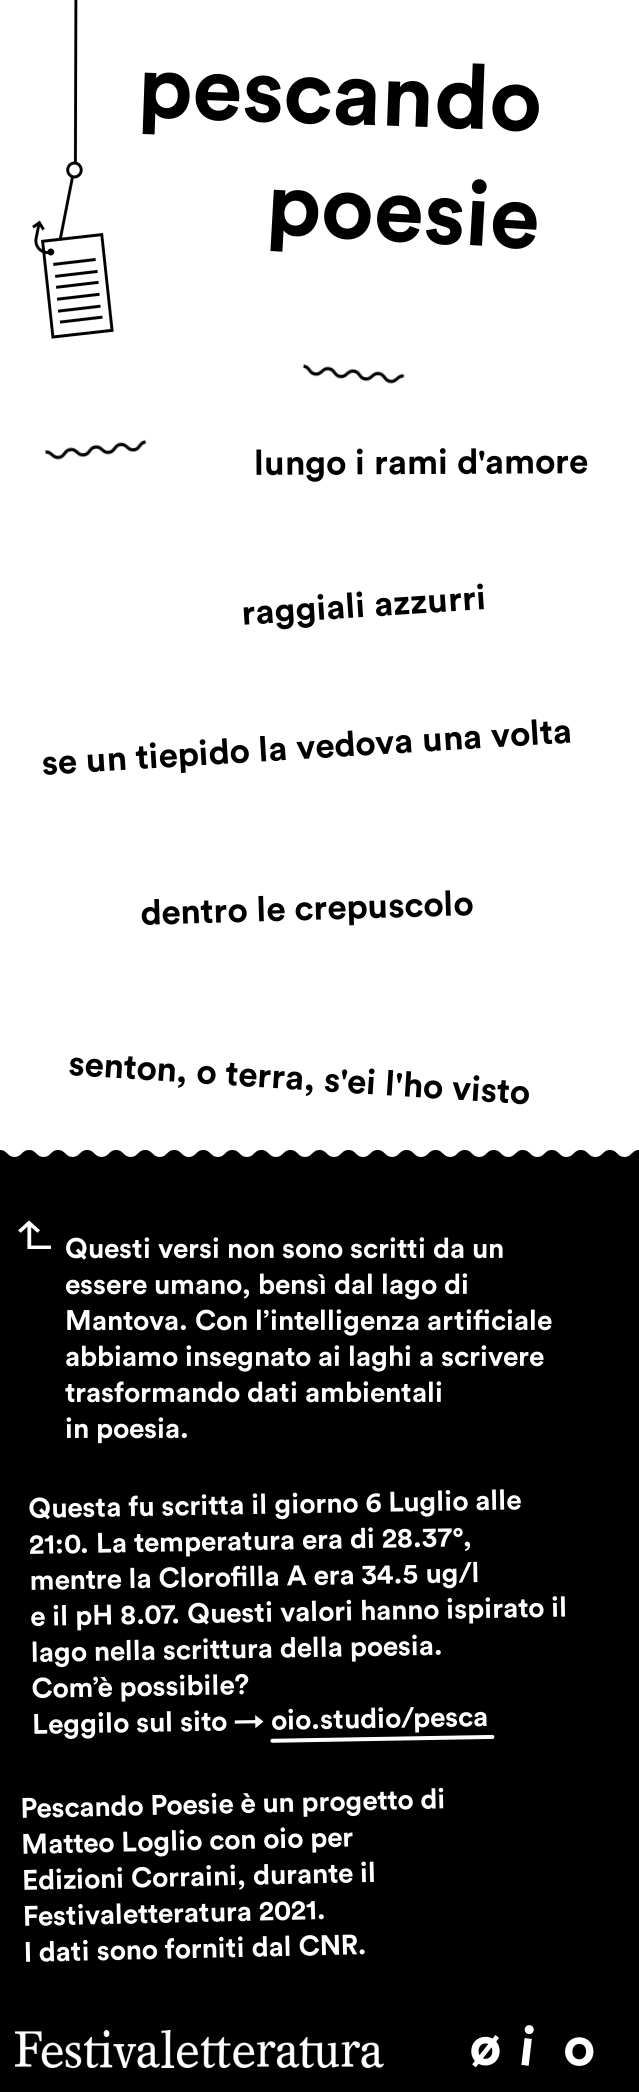 pescando
poesie
lungo i rami d'amore
raggiali azzurri
se un tiepido la vedova una volta
dentro le crepuscolo
senton, o terra, s'ei l'ho visto
Questi versi non sono scritti da un
essere umano, bensì dal lago di
Mantova. Con l’intelligenza artificiale
abbiamo insegnato ai laghi a scrivere
trasformando dati ambientali
in poesia.
Questa fu scritta il giorno 6 Luglio alle
21:0. La temperatura era di 28.37°,
mentre la Clorofilla A era 34.5 ug/l
e il pH 8.07. Questi valori hanno ispirato il
lago nella scrittura della poesia.
Com’è possibile?
Leggilo sul sito → oio.studio/pesca
Pescando Poesie è un progetto di
Matteo Loglio con oio per
Edizioni Corraini, durante il
Festivaletteratura 2021.
I dati sono forniti dal CNR.
Festivaletteratura øio